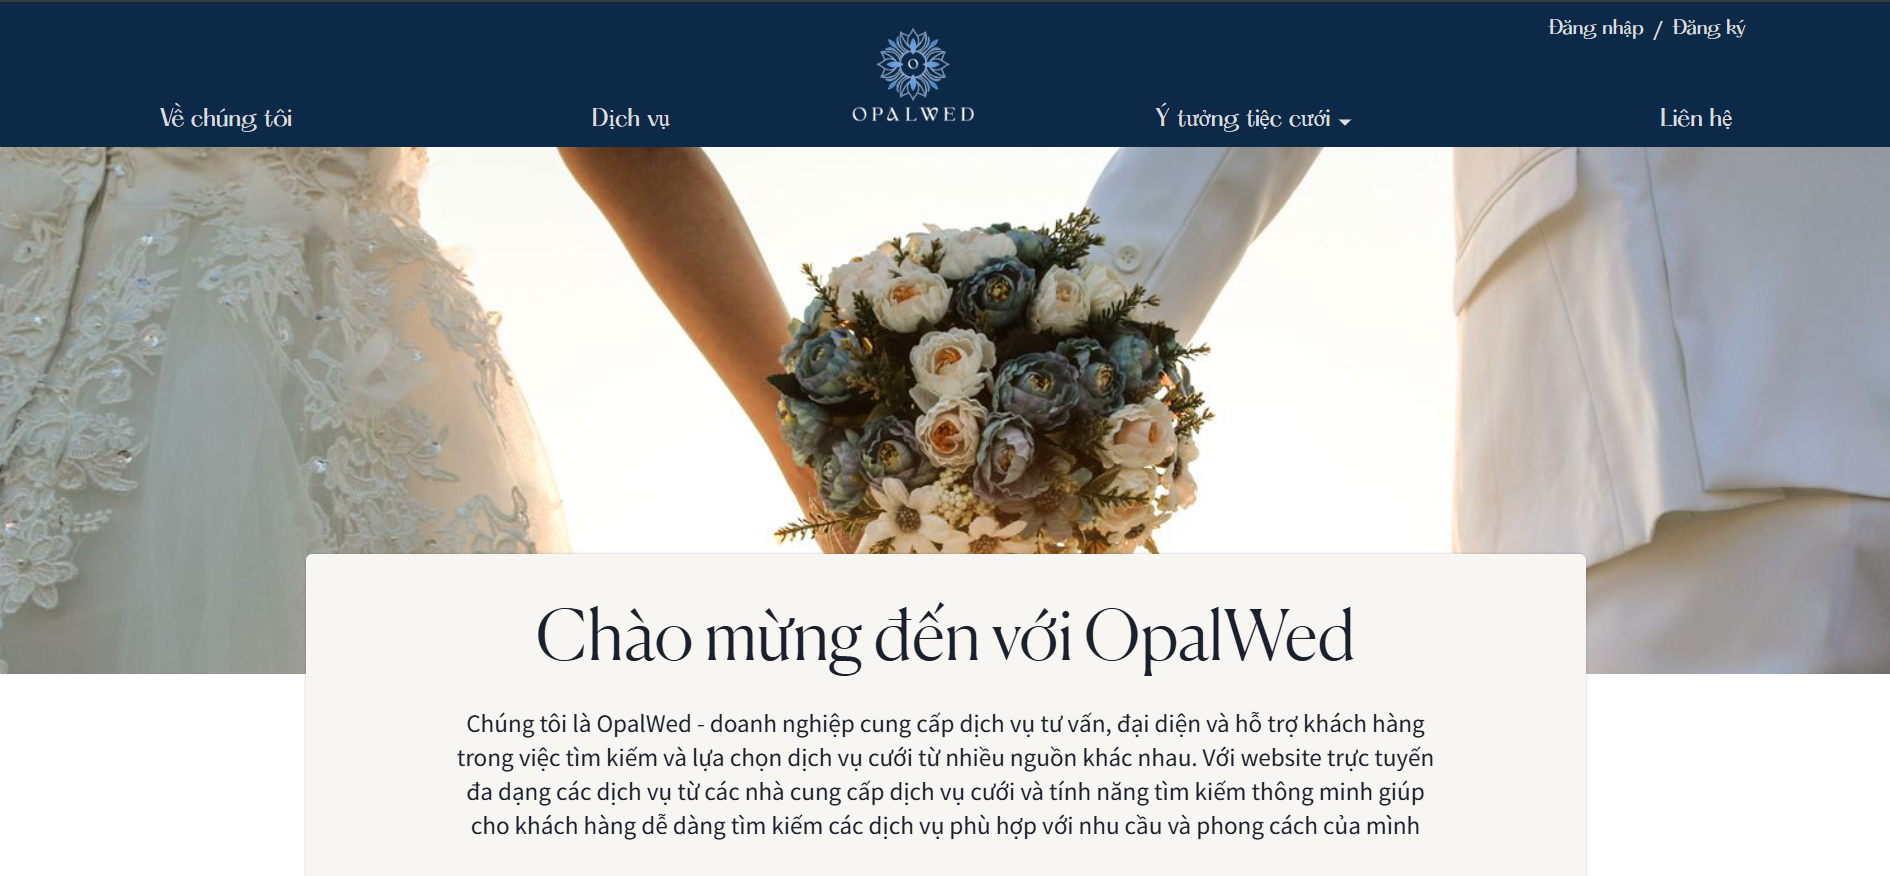 Đăng nhập / Đăng ký
Về chúng tôi
Dịch vụ
O
OPALWED
Ý tưởng tiệc cưới
Liên hệ
Chào mừng đến với OpalWed
Chúng tôi là OpalWed - doanh nghiệp cung cấp dịch vụ tư vấn, đại diện và hỗ trợ khách hàng
trong việc tìm kiếm và lựa chọn dịch vụ cưới từ nhiều nguồn khác nhau. Với website trực tuyến
đa dạng các dịch vụ từ các nhà cung cấp dịch vụ cưới và tính năng tìm kiếm thông minh giúp
cho khách hàng dễ dàng tìm kiếm các dịch vụ phù hợp với nhu cầu và phong cách của mình